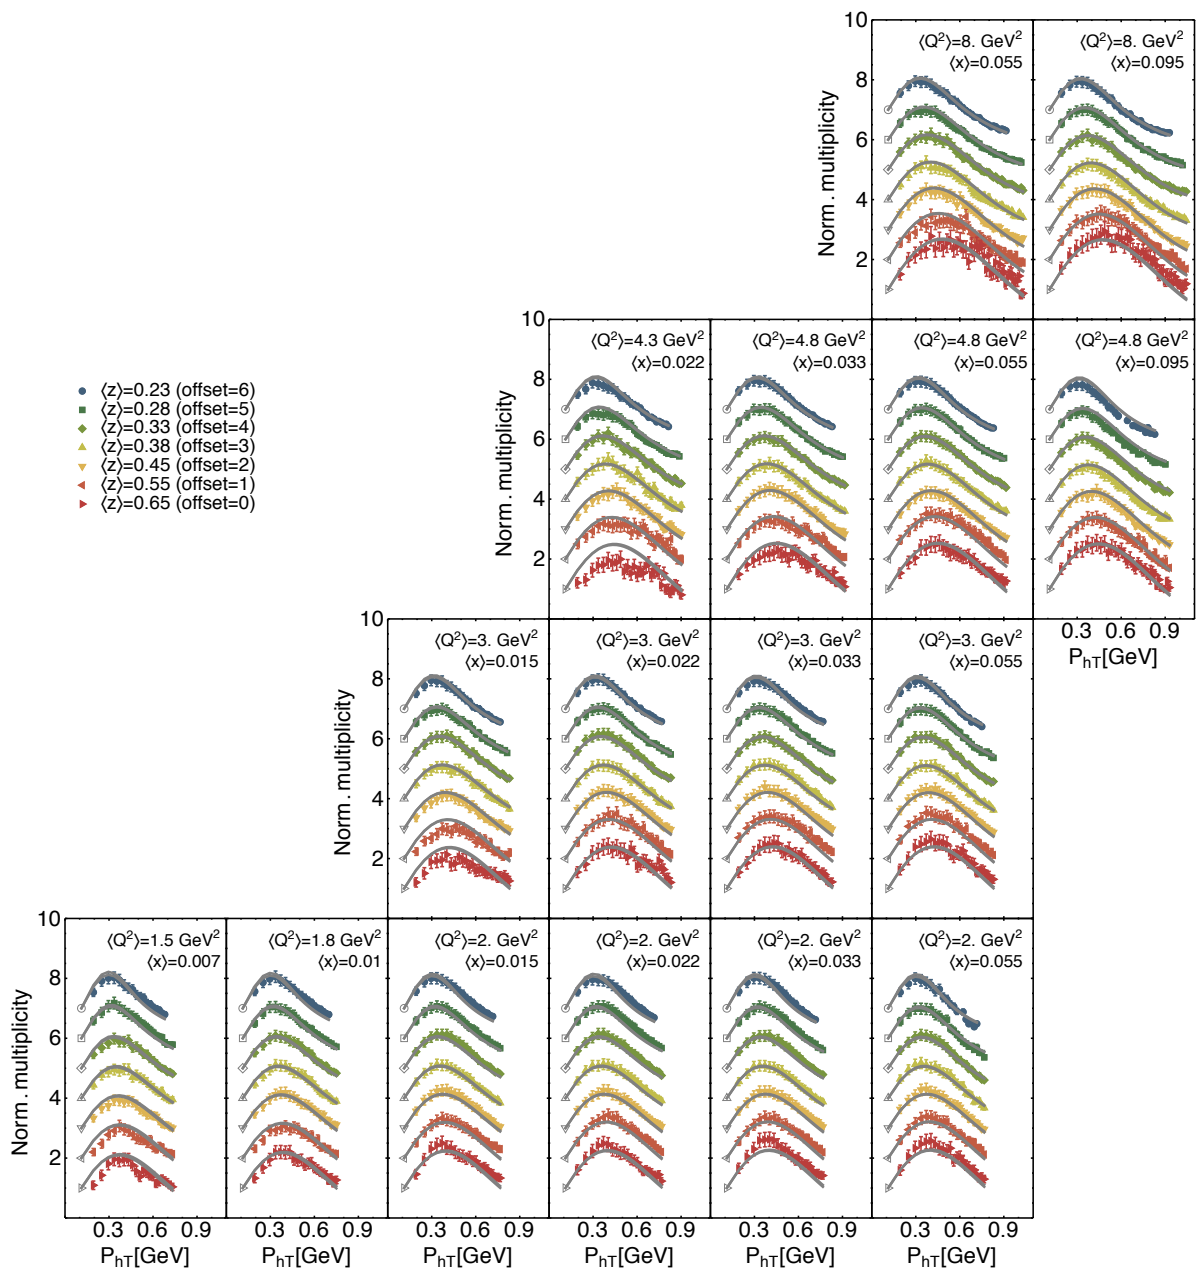 10
8
6
4
2
Norm. multiplicity
⟨Q²⟩=8. GeV²
⟨x⟩=0.055
⟨Q²⟩=8. GeV²
⟨x⟩=0.095
10
8
6
4
2
Norm. multiplicity
⟨Q²⟩=4.3 GeV²
⟨x⟩=0.022
⟨Q²⟩=4.8 GeV²
⟨x⟩=0.033
⟨Q²⟩=4.8 GeV²
⟨x⟩=0.055
⟨Q²⟩=4.8 GeV²
⟨x⟩=0.095
0.3 0.6 0.9
P_hT[GeV]
⟨z⟩=0.23 (offset=6)
⟨z⟩=0.28 (offset=5)
⟨z⟩=0.33 (offset=4)
⟨z⟩=0.38 (offset=3)
⟨z⟩=0.45 (offset=2)
⟨z⟩=0.55 (offset=1)
⟨z⟩=0.65 (offset=0)
10
8
6
4
2
Norm. multiplicity
⟨Q²⟩=3. GeV²
⟨x⟩=0.015
⟨Q²⟩=3. GeV²
⟨x⟩=0.022
⟨Q²⟩=3. GeV²
⟨x⟩=0.033
⟨Q²⟩=3. GeV²
⟨x⟩=0.055
10
8
6
4
2
Norm. multiplicity
⟨Q²⟩=1.5 GeV²
⟨x⟩=0.007
⟨Q²⟩=1.8 GeV²
⟨x⟩=0.01
⟨Q²⟩=2. GeV²
⟨x⟩=0.015
⟨Q²⟩=2. GeV²
⟨x⟩=0.022
⟨Q²⟩=2. GeV²
⟨x⟩=0.033
⟨Q²⟩=2. GeV²
⟨x⟩=0.055
0.3 0.6 0.9
P_hT[GeV]
0.3 0.6 0.9
P_hT[GeV]
0.3 0.6 0.9
P_hT[GeV]
0.3 0.6 0.9
P_hT[GeV]
0.3 0.6 0.9
P_hT[GeV]
0.3 0.6 0.9
P_hT[GeV]